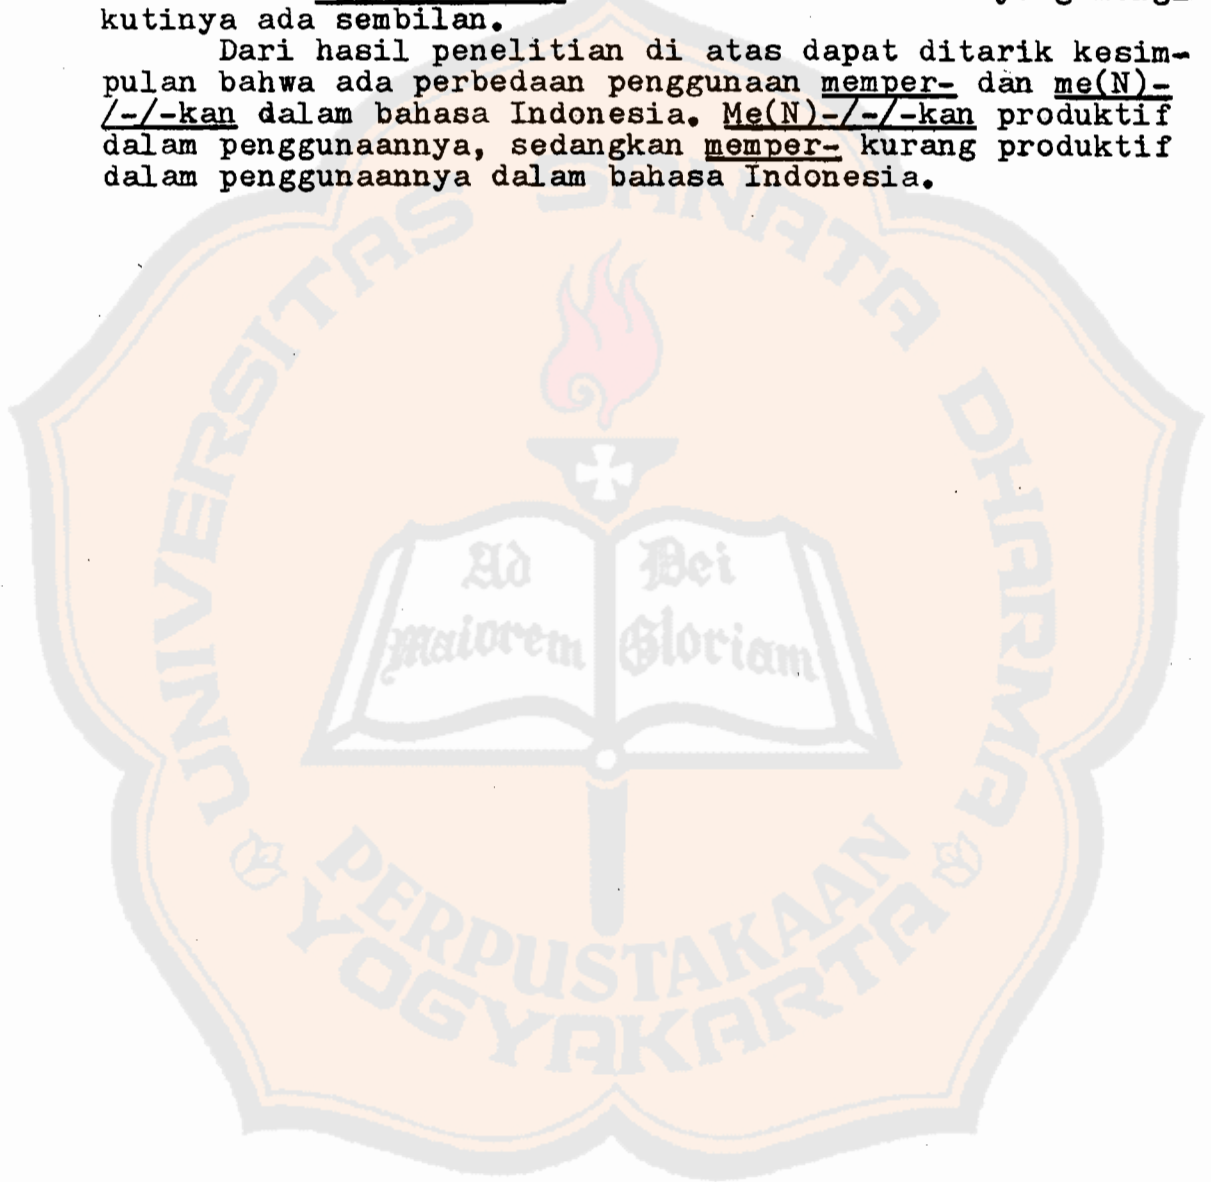 kutinya ada sembilan.
Dari hasil penelitian di atas dapat ditarik kesim-
pulan bahwa ada perbedaan penggunaan memper- dan me(N)-
/-/-kan dalam bahasa Indonesia. Me(N)-/-/-kan produktif
dalam penggunaannya, sedangkan memper- kurang produktif
dalam penggunaannya dalam bahasa Indonesia.
UNIVERSITAS SANATA DHARMA
Ad
maiorem
Dei
Gloriam
PERPUSTAKAAN
YOGYAKARTA